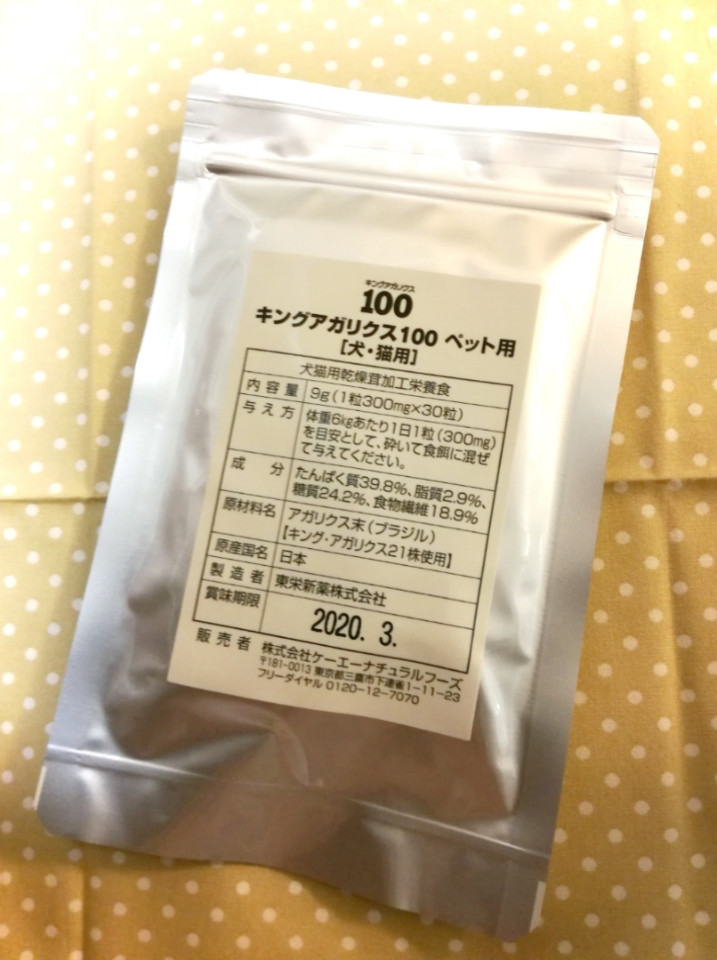 キングアガリクス
100
キングアガリクス100 ペット用
[犬・猫用]
犬猫用乾燥茸加工栄養食
内容量 9g(1粒300mg×30粒)
与え方 体重6kgあたり1日1粒(300mg)
を目安として、砕いて食餌に混ぜ
て与えてください。
成分 たんぱく質39.8%、脂質2.9%、
糖質24.2%、食物繊維18.9%
原材料名 アガリクス末(ブラジル)
【キング・アガリクス21株使用】
原産国名 日本
製造者 東栄新薬株式会社
賞味期限 2020. 3.
販売者 株式会社ケーエーナチュラルフーズ
〒181-0013 東京都三鷹市下連雀1-11-23
フリーダイヤル 0120-12-7070